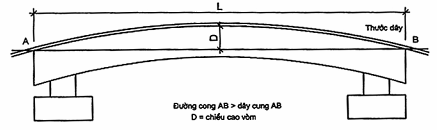 L
A
D
Thước dây
B
Đường cong AB > dây cung AB
D = chiều cao vòm